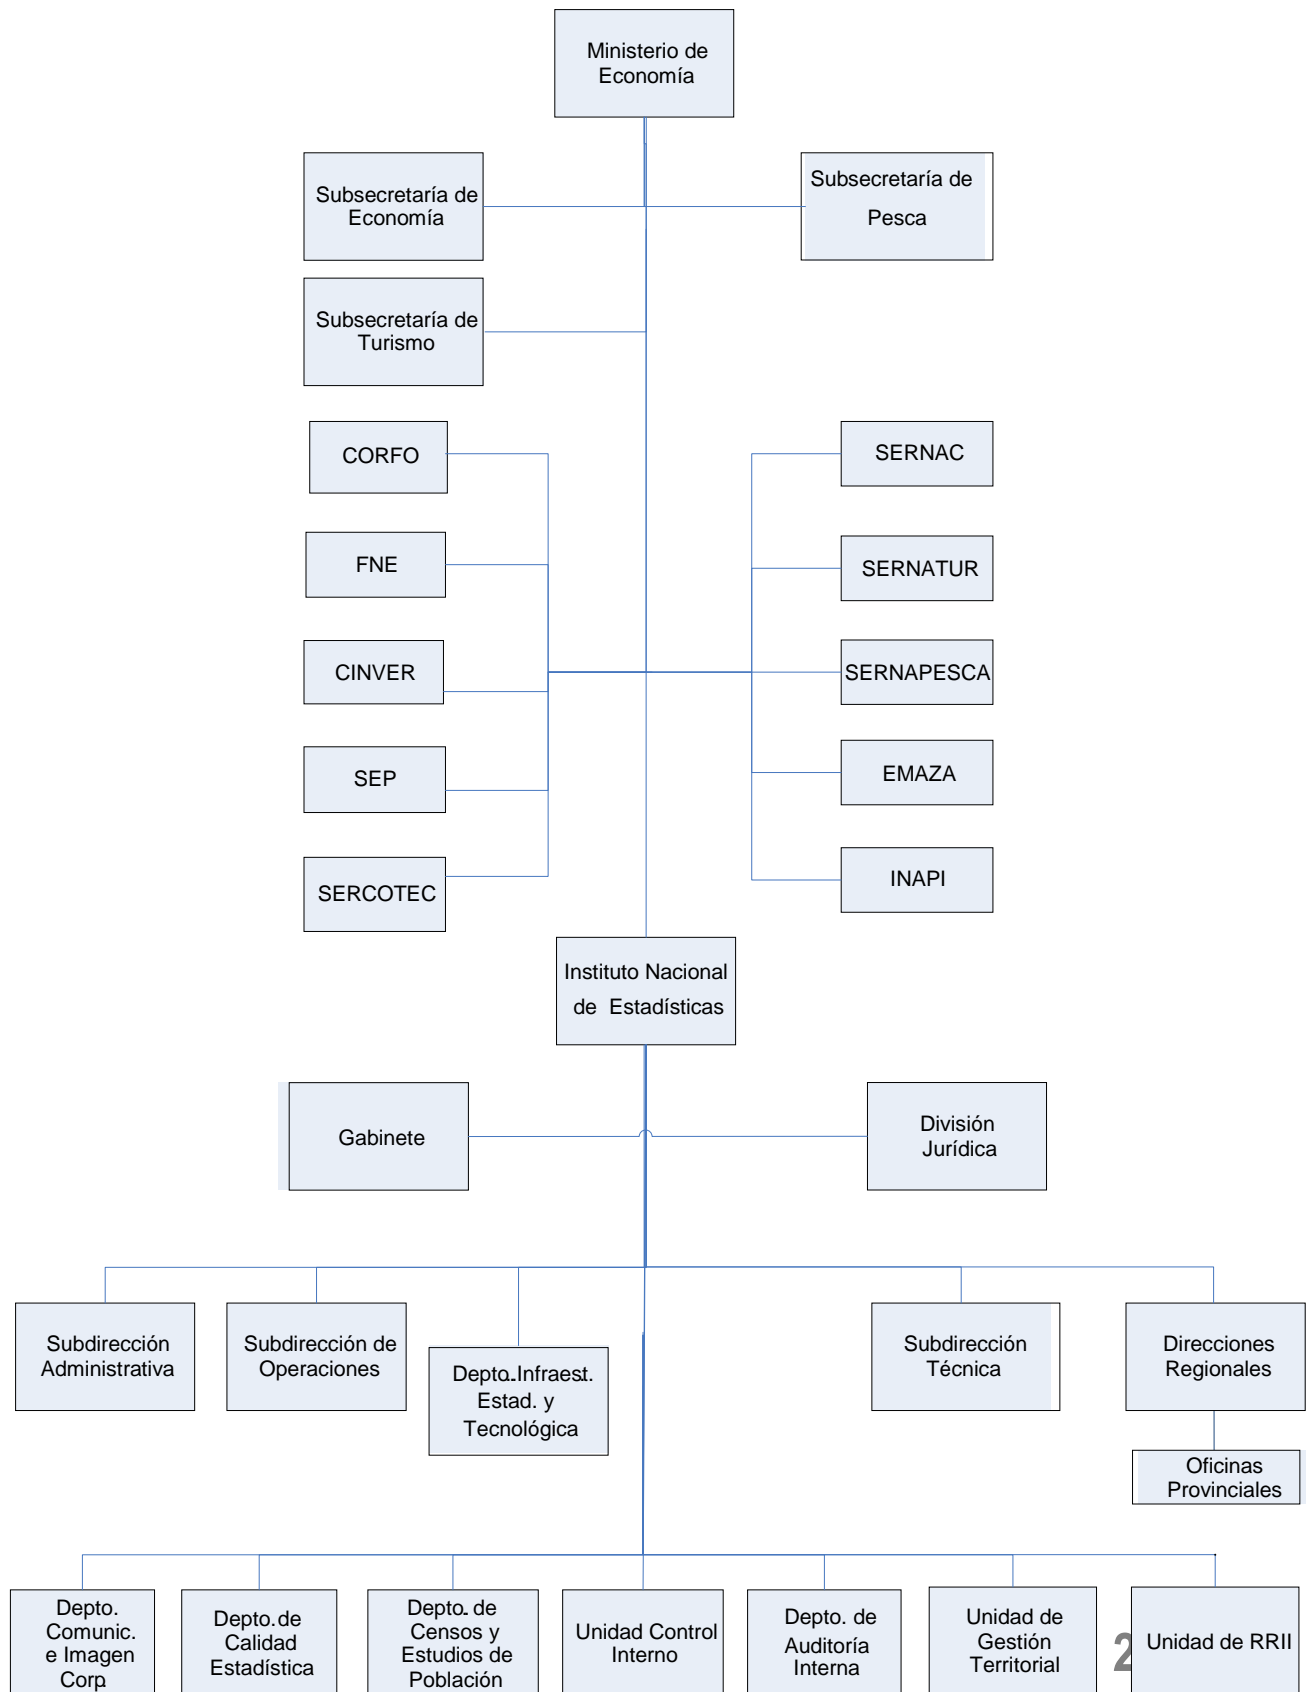 Ministerio de
Economía
Subsecretaría de
Economía
Subsecretaría de
Pesca
Subsecretaría de
Turismo
CORFO
SERNAC
FNE
SERNATUR
CINVER
SERNAPESCA
SEP
EMAZA
SERCOTEC
INAPI
Instituto Nacional
de Estadísticas
Gabinete
División
Jurídica
Subdirección
Administrativa
Subdirección de
Operaciones
Depto..Infraest.
Estad. y
Tecnológica
Subdirección
Técnica
Direcciones
Regionales
Oficinas
Provinciales
Depto.
Comunic.
e Imagen
Corp.
Depto. de
Calidad
Estadística
Depto. de
Censos y
Estudios de
Población
Unidad Control
Interno
Depto. de
Auditoría
Interna
Unidad de
Gestión
Territorial
2
Unidad de RRII